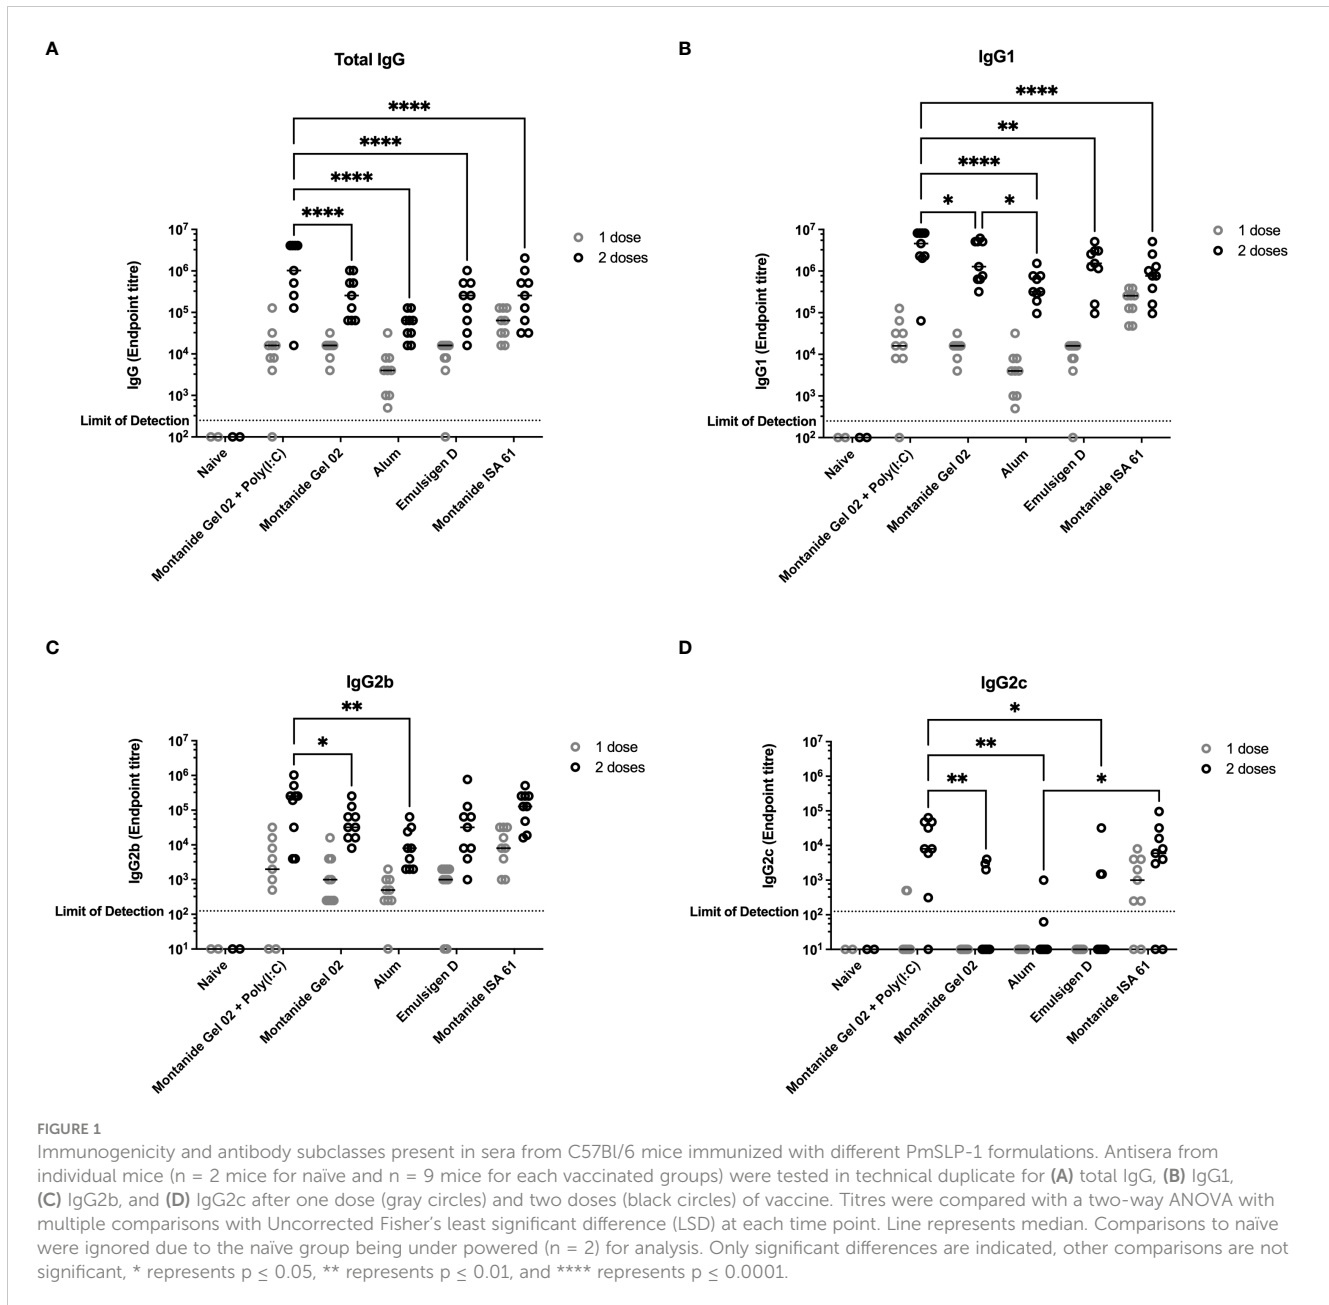 A
Total IgG
****
****
****
****
IgG (Endpoint titre)
10⁷
10⁶
10⁵
10⁴
10³
10²
Limit of Detection
1 dose
2 doses
Naive
Montanide Gel 02 + Poly(I:C)
Montanide Gel 02
Alum
Emulsigen D
Montanide ISA 61
B
IgG1
****
**
****
*
*
IgG1 (Endpoint titre)
10⁷
10⁶
10⁵
10⁴
10³
10²
Limit of Detection
1 dose
2 doses
Naive
Montanide Gel 02 + Poly(I:C)
Montanide Gel 02
Alum
Emulsigen D
Montanide ISA 61
C
IgG2b
**
*
IgG2b (Endpoint titre)
10⁷
10⁶
10⁵
10⁴
10³
10²
10¹
Limit of Detection
1 dose
2 doses
Naive
Montanide Gel 02 + Poly(I:C)
Montanide Gel 02
Alum
Emulsigen D
Montanide ISA 61
D
IgG2c
*
**
**
*
IgG2c (Endpoint titre)
10⁷
10⁶
10⁵
10⁴
10³
10²
10¹
Limit of Detection
1 dose
2 doses
Naive
Montanide Gel 02 + Poly(I:C)
Montanide Gel 02
Alum
Emulsigen D
Montanide ISA 61
FIGURE 1
Immunogenicity and antibody subclasses present in sera from C57Bl/6 mice immunized with different PmSLP-1 formulations. Antisera from
individual mice (n = 2 mice for naïve and n = 9 mice for each vaccinated groups) were tested in technical duplicate for (A) total IgG, (B) IgG1,
(C) IgG2b, and (D) IgG2c after one dose (gray circles) and two doses (black circles) of vaccine. Titres were compared with a two-way ANOVA with
multiple comparisons with Uncorrected Fisher's least significant difference (LSD) at each time point. Line represents median. Comparisons to naïve
were ignored due to the naïve group being under powered (n = 2) for analysis. Only significant differences are indicated, other comparisons are not
significant, * represents p ≤ 0.05, ** represents p ≤ 0.01, and **** represents p ≤ 0.0001.